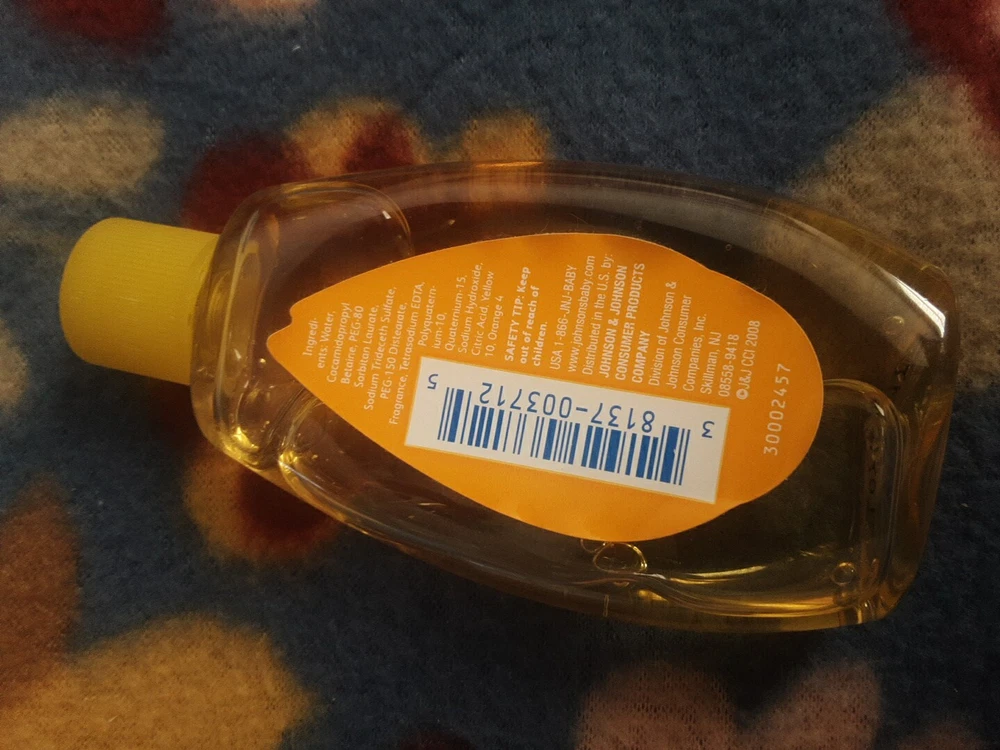 Ingredi-
ents: Water,
Cocamidopropyl
Betaine, PEG-80
Sorbitan Laurate,
Sodium Trideceth Sulfate,
PEG-150 Distearate,
Fragrance, Tetrasodium EDTA,
Polyquatern-
ium-10,
Quaternium-15,
Sodium Hydroxide,
Citric Acid, Yellow
10, Orange 4
SAFETY TIP: Keep
out of reach of
children.
USA 1-866-JNJ-BABY
www.johnsonsbaby.com
Distributed in the U.S. by:
JOHNSON & JOHNSON
CONSUMER PRODUCTS
COMPANY
Division of Johnson &
Johnson Consumer
Companies, Inc.
Skillman, NJ
08558-9418
©J&J CCI 2008
30002457
3 8137-003712 5